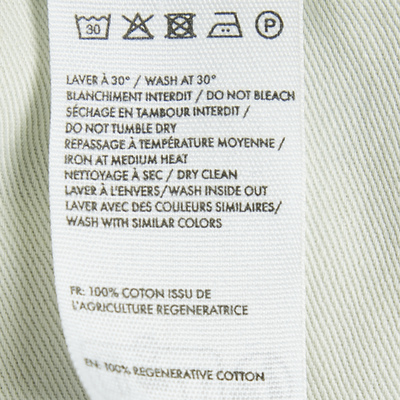 30 P
LAVER À 30° / WASH AT 30°
BLANCHIMENT INTERDIT / DO NOT BLEACH
SÉCHAGE EN TAMBOUR INTERDIT /
DO NOT TUMBLE DRY
REPASSAGE À TEMPÉRATURE MOYENNE /
IRON AT MEDIUM HEAT
NETTOYAGE À SEC / DRY CLEAN
LAVER À L'ENVERS/WASH INSIDE OUT
LAVER AVEC DES COULEURS SIMILAIRES/
WASH WITH SIMILAR COLORS
FR: 100% COTON ISSU DE
L'AGRICULTURE REGENERATRICE
EN: 100% REGENERATIVE COTTON